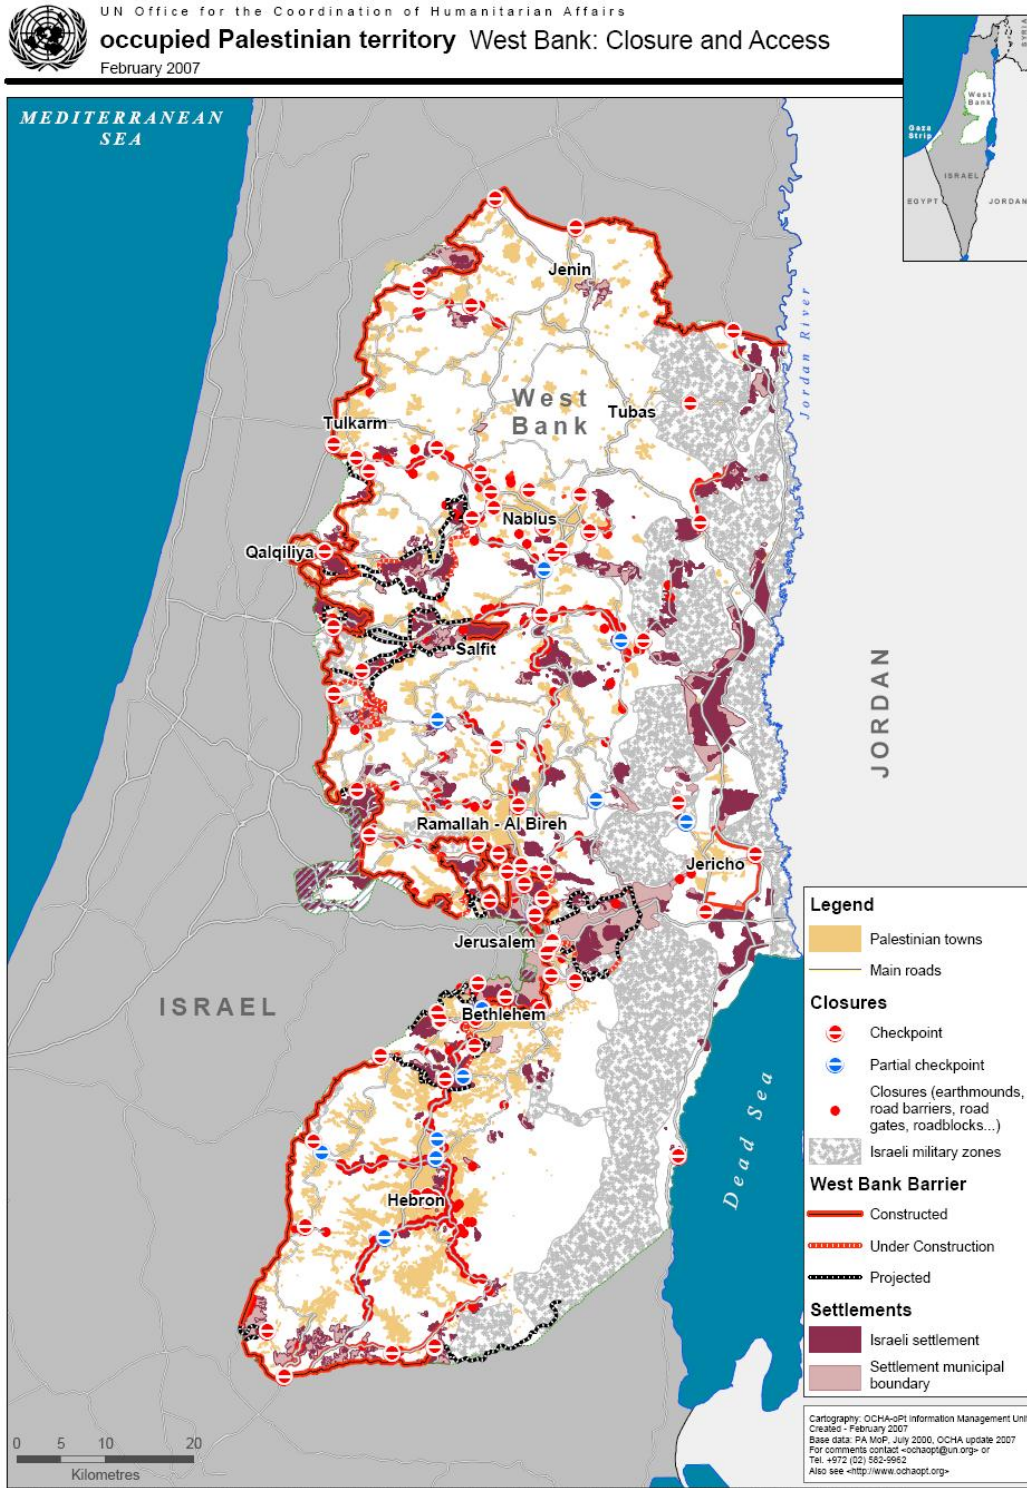 UN Office for the Coordination of Humanitarian Affairs
occupied Palestinian territory West Bank: Closure and Access
February 2007
MEDITERRANEAN
SEA
SYRIA
West
Bank
Gaza
Strip
ISRAEL
EGYPT
JORDAN
Jenin
Jordan River
West
Bank
Tubas
Tulkarm
Nablus
Qalqiliya
Salfit
JORDAN
Ramallah - Al Bireh
Jericho
Jerusalem
ISRAEL
Bethlehem
Hebron
Dead Sea
Legend
Palestinian towns
Main roads
Closures
Checkpoint
Partial checkpoint
Closures (earthmounds,
road barriers, road
gates, roadblocks...)
Israeli military zones
West Bank Barrier
Constructed
Under Construction
Projected
Settlements
Israeli settlement
Settlement municipal
boundary
0 5 10 20
Kilometres
Cartography: OCHA-oPt Information Management Unit
Created - February 2007
Base data: PA MoP, July 2000, OCHA update 2007
For comments contact <ochaopt@un.org> or
Tel. +972 (02) 582-9962
Also see <http://www.ochaopt.org>